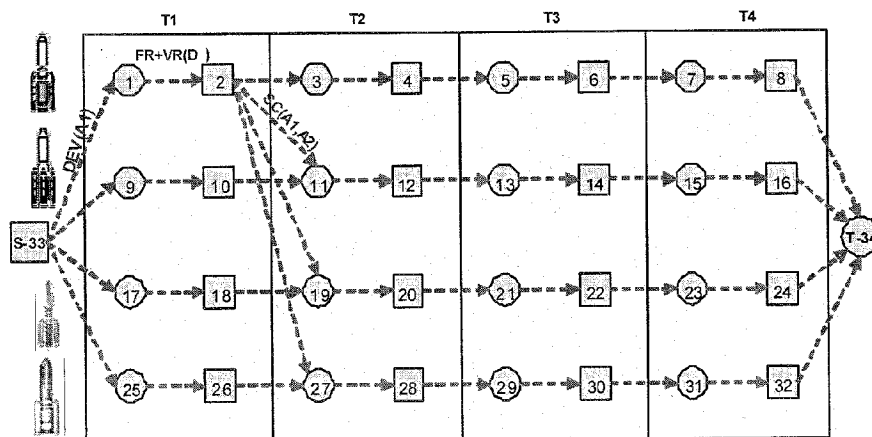 T1 T2 T3 T4
FR+VR(D )
1 2 3 4 5 6 7 8
DEV(A1)
SC(A1,A2)
9 10 11 12 13 14 15 16
S-33 T-34
17 18 19 20 21 22 23 24
25 26 27 28 29 30 31 32